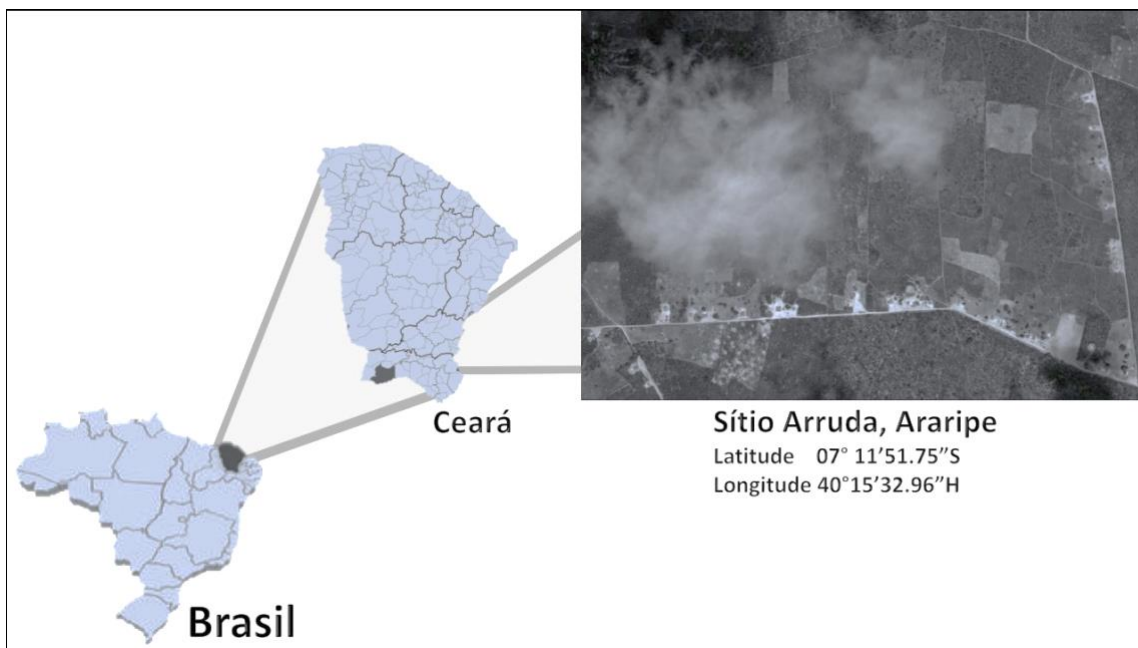 Ceará
Sítio Arruda, Araripe
Latitude 07° 11’51.75”S
Longitude 40°15’32.96”H
Brasil